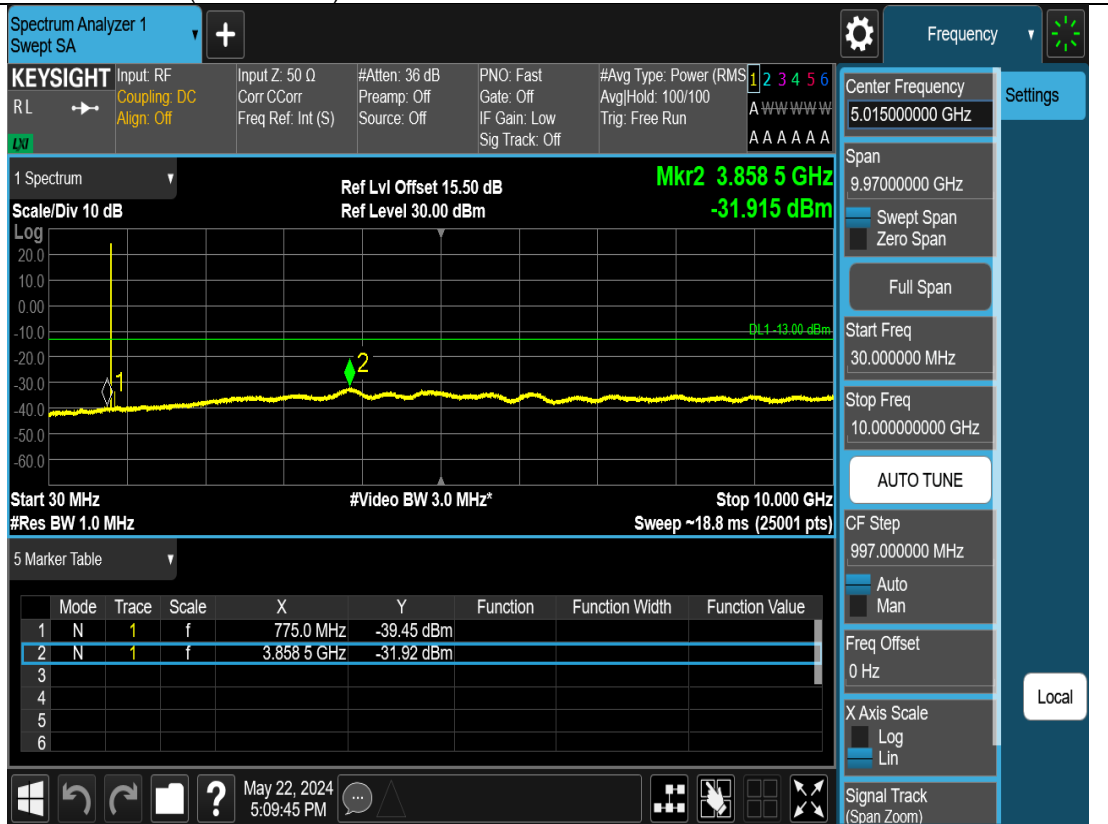 Spectrum Analyzer 1
Swept SA
Frequency
KEYSIGHT
RL
LXI
Input: RF
Coupling: DC
Align: Off
Input Z: 50 Ω
Corr CCorr
Freq Ref: Int (S)
#Atten: 36 dB
Preamp: Off
Source: Off
PNO: Fast
Gate: Off
IF Gain: Low
Sig Track: Off
#Avg Type: Power (RMS
Avg|Hold: 100/100
Trig: Free Run
1 2 3 4 5 6
A W W W W W
A A A A A A
1 Spectrum
Scale/Div 10 dB
Log
Ref Lvl Offset 15.50 dB
Ref Level 30.00 dBm
Mkr2 3.858 5 GHz
-31.915 dBm
20.0
10.0
0.00
-10.0
-20.0
-30.0
-40.0
-50.0
-60.0
DL1 -13.00 dBm
1
2
Start 30 MHz
#Res BW 1.0 MHz
#Video BW 3.0 MHz*
Stop 10.000 GHz
Sweep ~18.8 ms (25001 pts)
5 Marker Table
Mode Trace Scale X Y Function Function Width Function Value
1 N 1 f 775.0 MHz -39.45 dBm
2 N 1 f 3.858 5 GHz -31.92 dBm
3
4
5
6
May 22, 2024
5:09:45 PM
Center Frequency
5.015000000 GHz
Settings
Span
9.97000000 GHz
Swept Span
Zero Span
Full Span
Start Freq
30.000000 MHz
Stop Freq
10.000000000 GHz
AUTO TUNE
CF Step
997.000000 MHz
Auto
Man
Freq Offset
0 Hz
Local
X Axis Scale
Log
Lin
Signal Track
(Span Zoom)